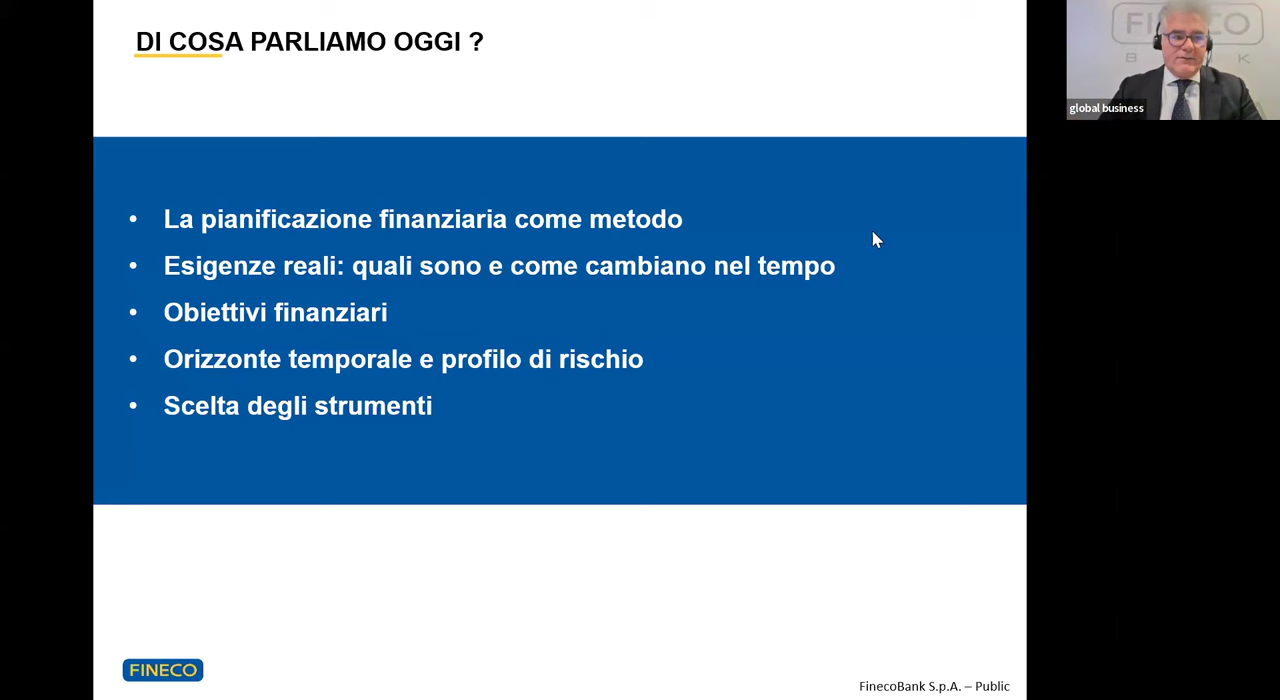 DI COSA PARLIAMO OGGI ?
• La pianificazione finanziaria come metodo
• Esigenze reali: quali sono e come cambiano nel tempo
• Obiettivi finanziari
• Orizzonte temporale e profilo di rischio
• Scelta degli strumenti
FINECO
FinecoBank S.p.A. – Public
FINECO
global business